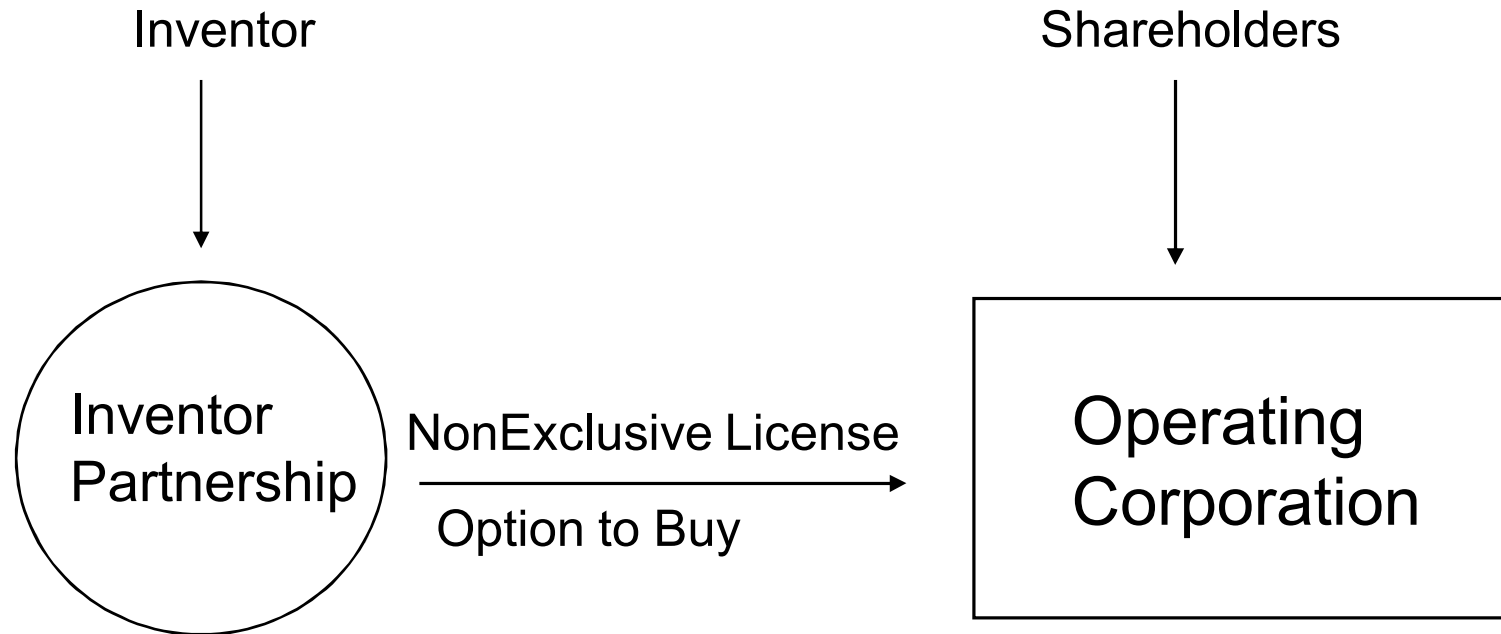 Inventor
Shareholders
Inventor
Partnership
NonExclusive License
Option to Buy
Operating
Corporation